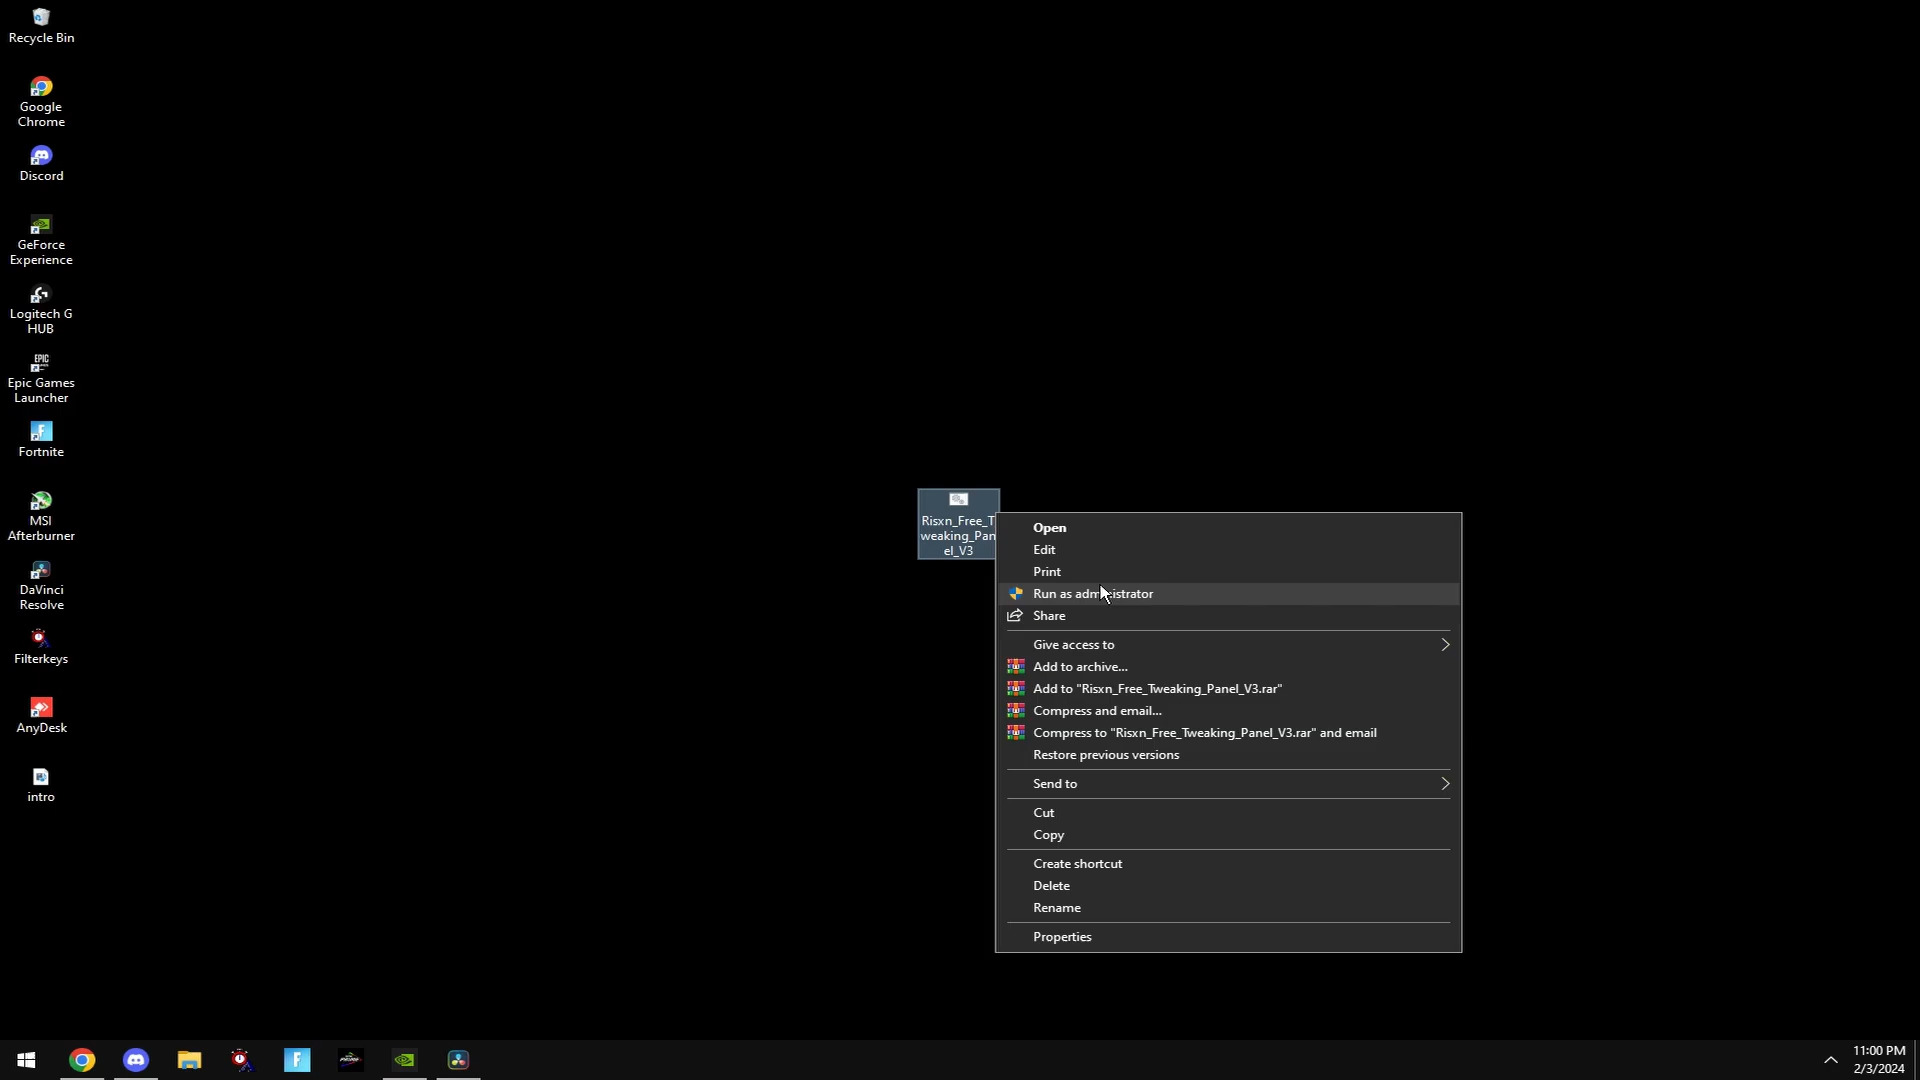 Recycle Bin
Google
Chrome
Discord
GeForce
Experience
Logitech G
HUB
EPIC
Epic Games
Launcher
Fortnite
MSI
Afterburner
DaVinci
Resolve
Filterkeys
AnyDesk
intro
Risxn_Free_T
weaking_Pan
el_V3
Open
Edit
Print
Run as administrator
Share
Give access to
Add to archive...
Add to "Risxn_Free_Tweaking_Panel_V3.rar"
Compress and email...
Compress to "Risxn_Free_Tweaking_Panel_V3.rar" and email
Restore previous versions
Send to
Cut
Copy
Create shortcut
Delete
Rename
Properties
11:00 PM
2/3/2024